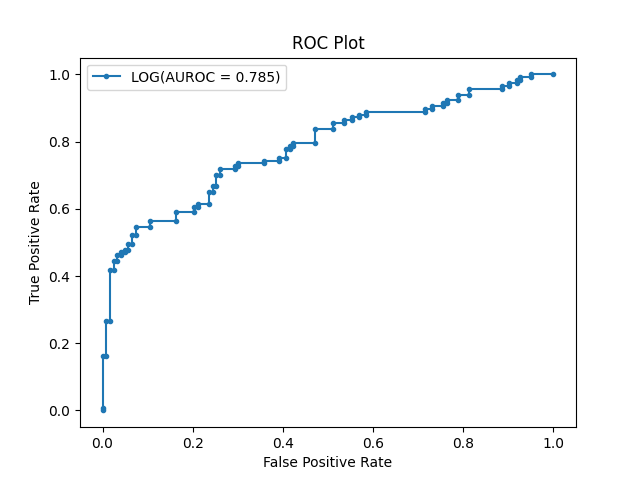 ROC Plot
LOG(AUROC = 0.785)
True Positive Rate
1.0
0.8
0.6
0.4
0.2
0.0
0.0 0.2 0.4 0.6 0.8 1.0
False Positive Rate